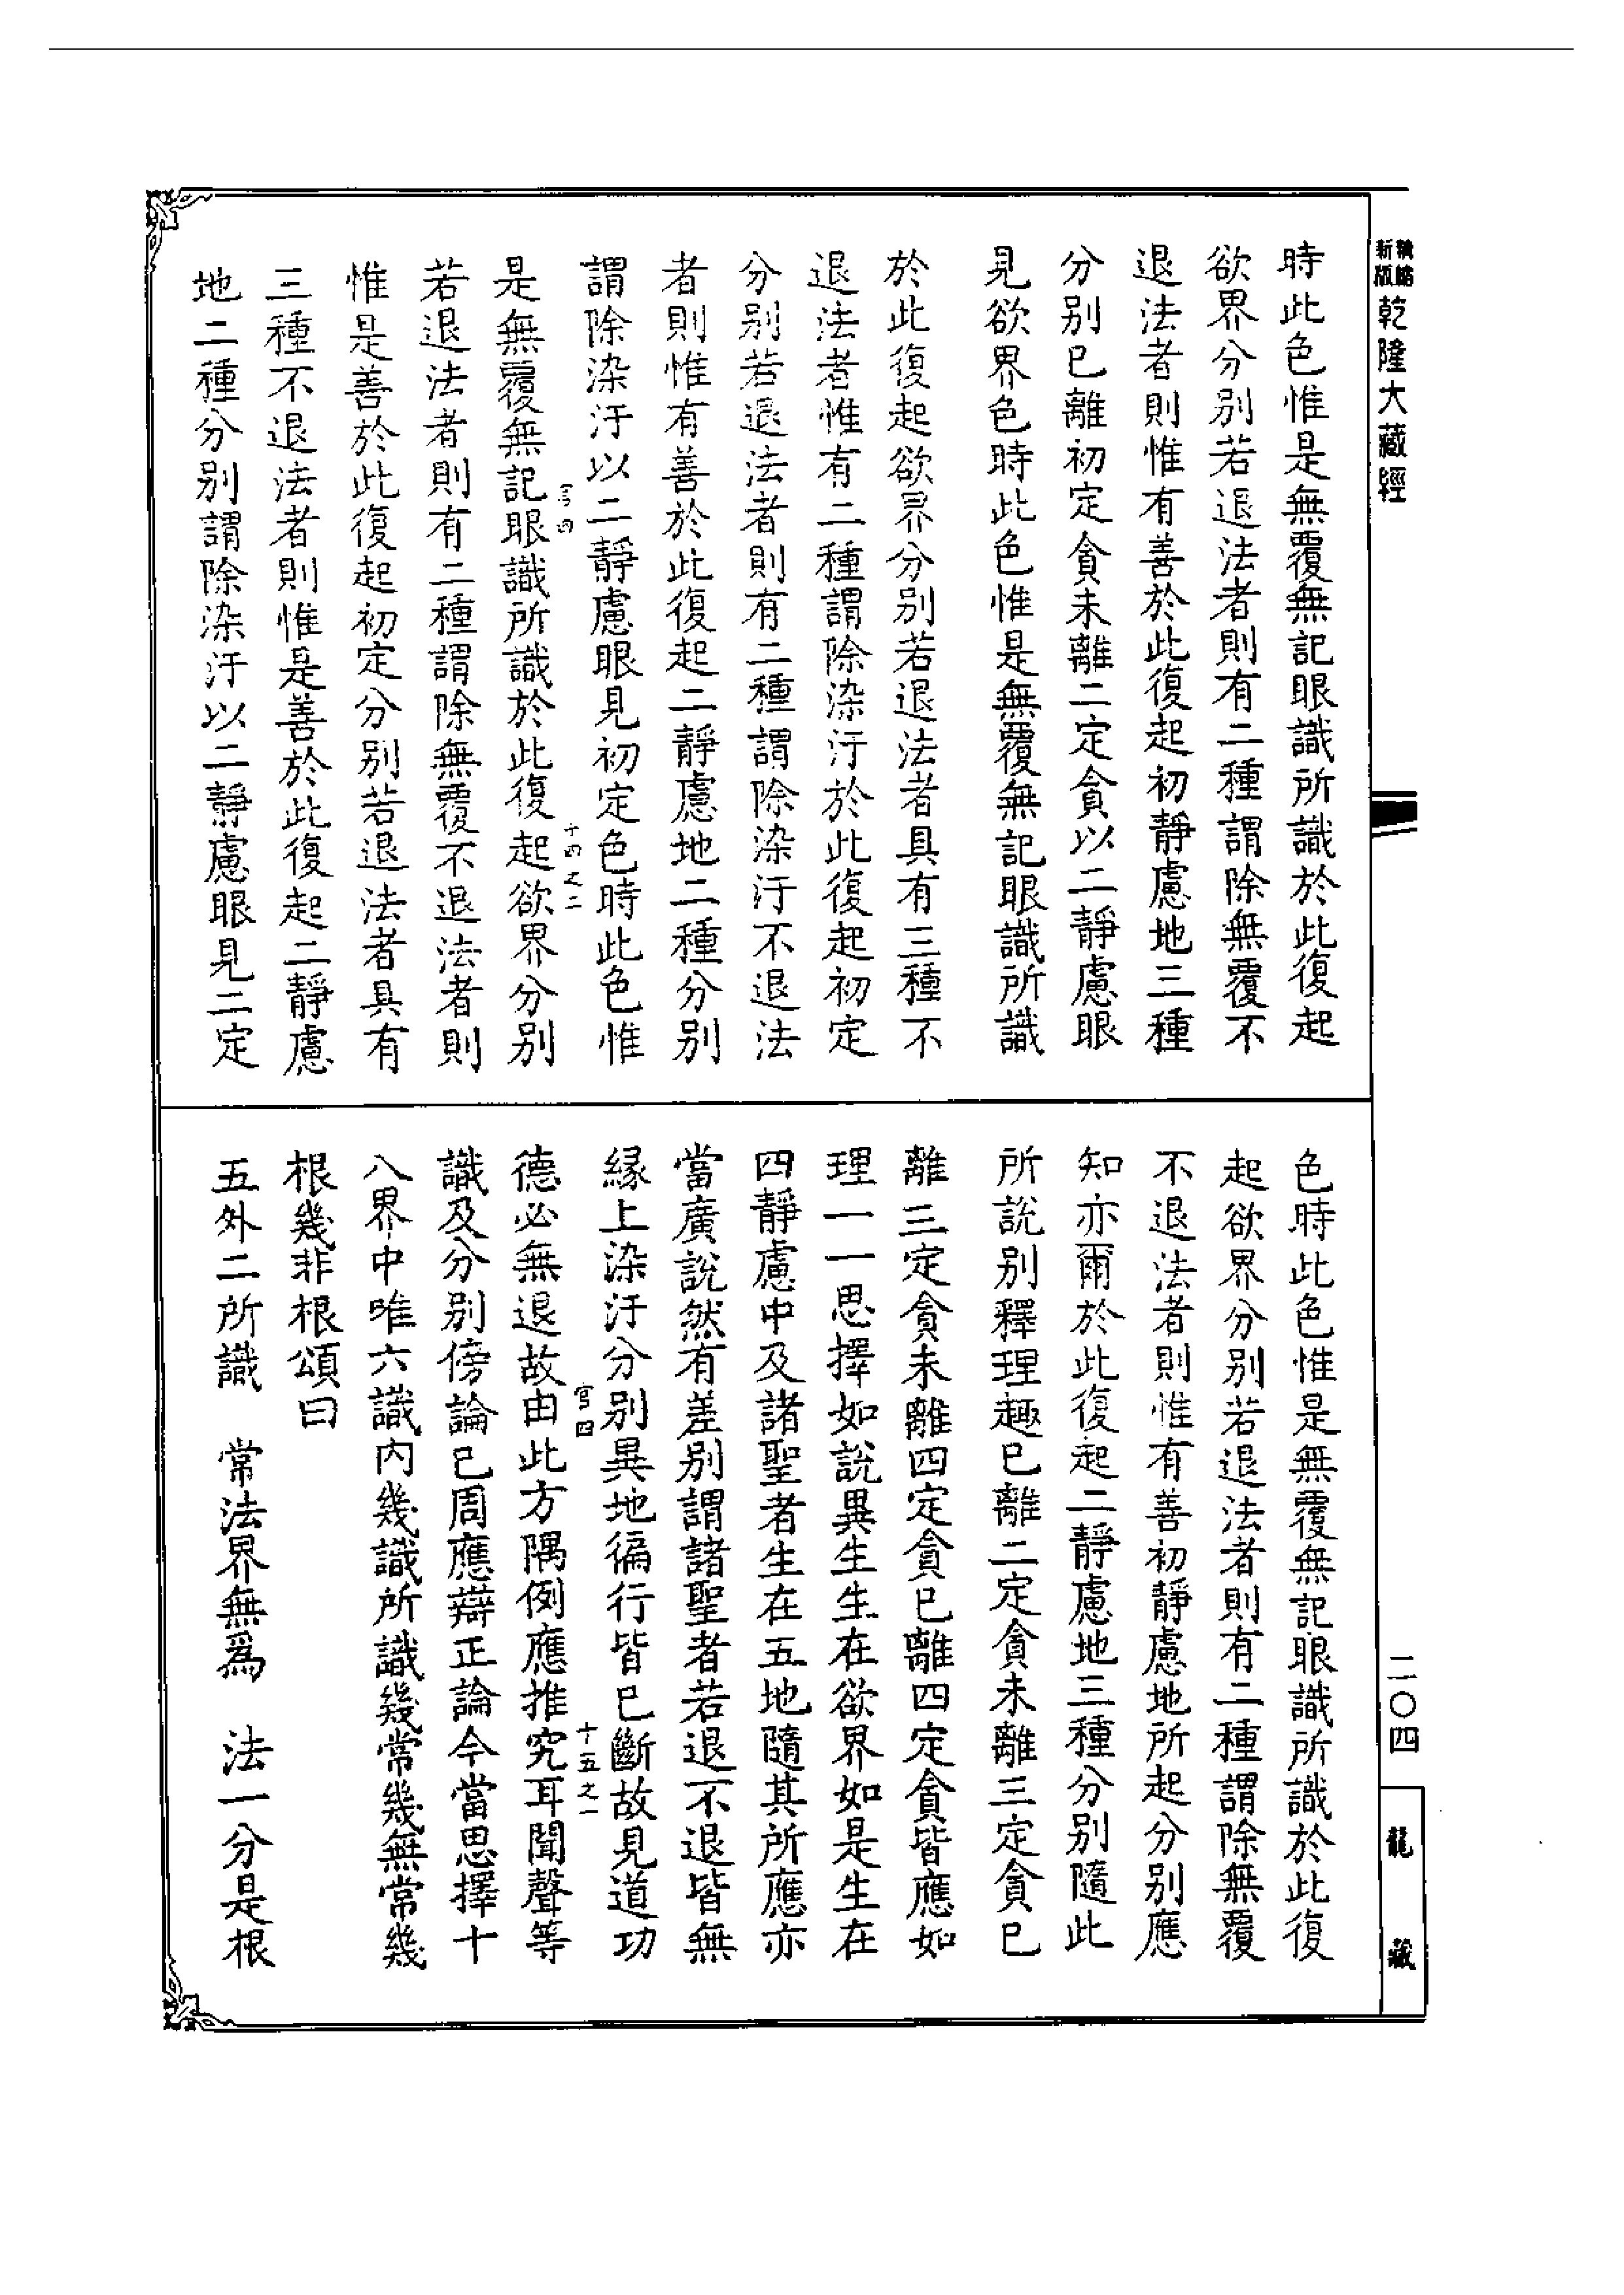 精縮新版乾隆大藏經
時此色惟是無覆無記眼識所識於此復起
欲界分別若退法者則有二種謂除無覆不
退法者則惟有善於此復起初靜慮地三種
分別已離初定貪未離二定貪以二靜慮眼
見欲界色時此色惟是無覆無記眼識所識
於此復起欲界分別若退法者具有三種不
退法者惟有二種謂除染汙於此復起初定
分別若退法者則有二種謂除染汙不退法
者則惟有善於此復起二靜慮地二種分別
謂除染汙以二靜慮眼見初定色時此色惟
十四之二
是無覆無記眼識所識於此復起欲界分別
若退法者則有二種謂除無覆不退法者則
惟是善於此復起初定分別若退法者具有
三種不退法者則惟是善於此復起二靜慮
地二種分別謂除染汙以二靜慮眼見二定
色時此色惟是無覆無記眼識所識於此復
起欲界分別若退法者則有二種謂除無覆
不退法者則惟有善初靜慮地所起分別應
知亦爾於此復起二靜慮地三種分別隨此
所說別釋理趣已離二定貪未離三定貪已
離三定貪未離四定貪已離四定貪皆應如
理一一思擇如說異生生在欲界如是生在
四靜慮中及諸聖者生在五地隨其所應亦
當廣說然有差別謂諸聖者若退不退皆無
緣上染汙分別異地徧行皆已斷故見道功
宮四 十五之一
德必無退故由此方隅例應推究耳聞聲等
識及分別傍論已周應辯正論今當思擇十
八界中唯六識內幾識所識幾常幾無常幾
根幾非根頌曰
五外二所識 常法界無爲 法一分是根
二〇四
龍藏